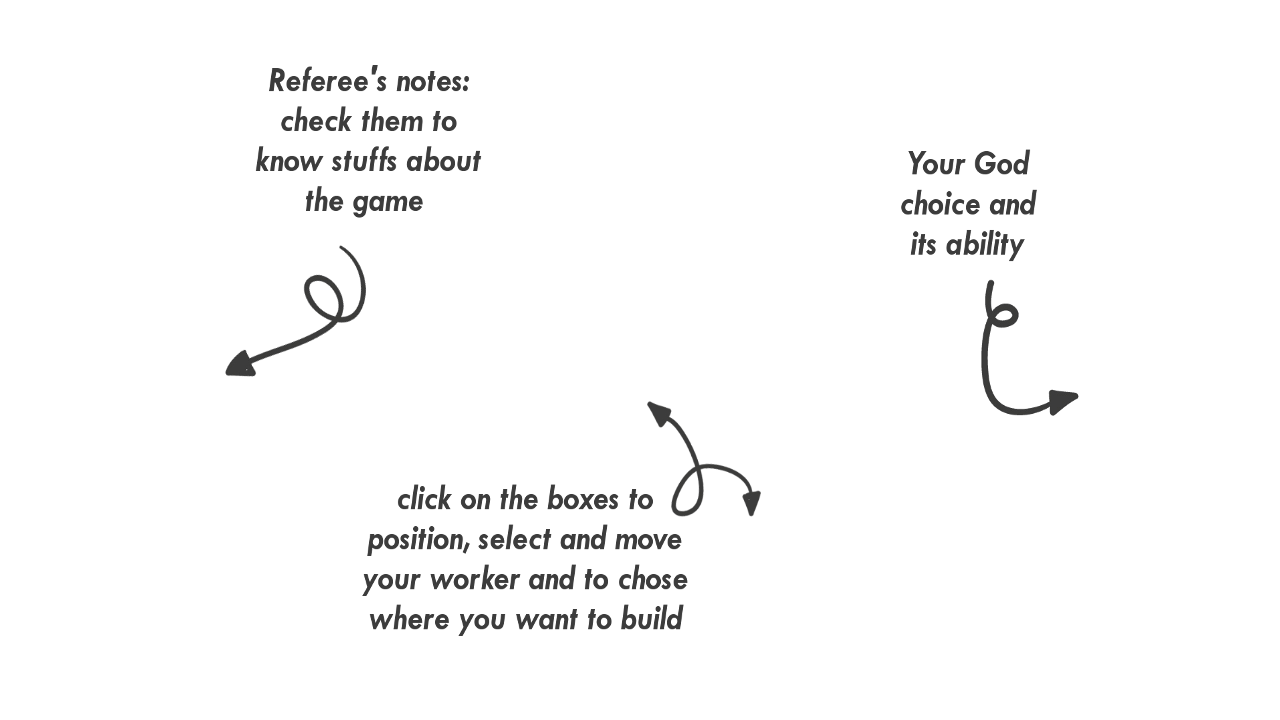 Referee's notes:
check them to
know stuffs about
the game
Your God
choice and
its ability
click on the boxes to
position, select and move
your worker and to chose
where you want to build